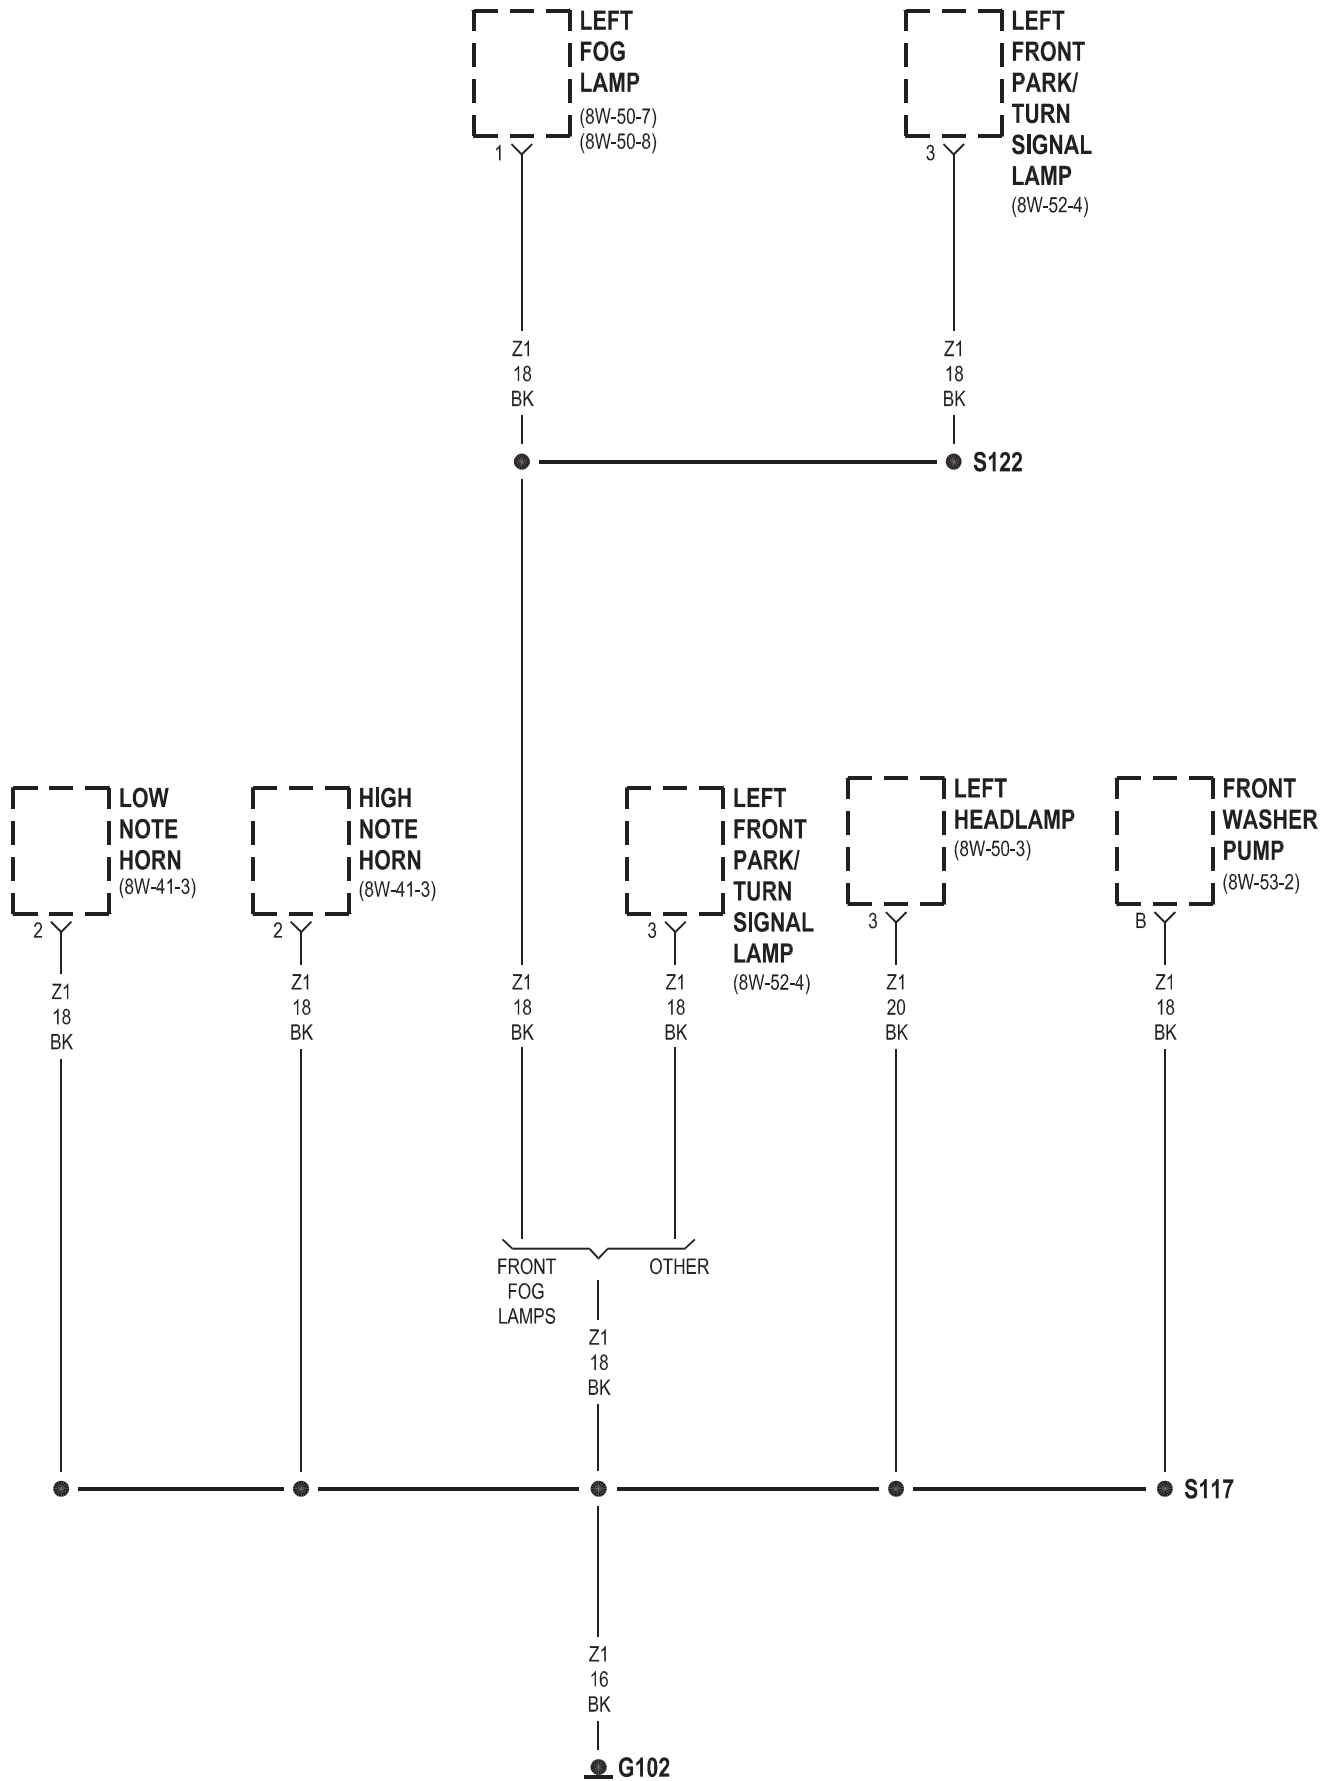 LEFT
FOG
LAMP
(8W-50-7)
(8W-50-8)
1
LEFT
FRONT
PARK/
TURN
SIGNAL
LAMP
(8W-52-4)
3
Z1
18
BK
Z1
18
BK
S122
LOW
NOTE
HORN
(8W-41-3)
2
HIGH
NOTE
HORN
(8W-41-3)
2
LEFT
FRONT
PARK/
TURN
SIGNAL
LAMP
(8W-52-4)
3
LEFT
HEADLAMP
(8W-50-3)
3
FRONT
WASHER
PUMP
(8W-53-2)
B
Z1
18
BK
Z1
18
BK
Z1
18
BK
Z1
18
BK
Z1
20
BK
Z1
18
BK
FRONT
FOG
LAMPS
OTHER
Z1
18
BK
S117
Z1
16
BK
G102